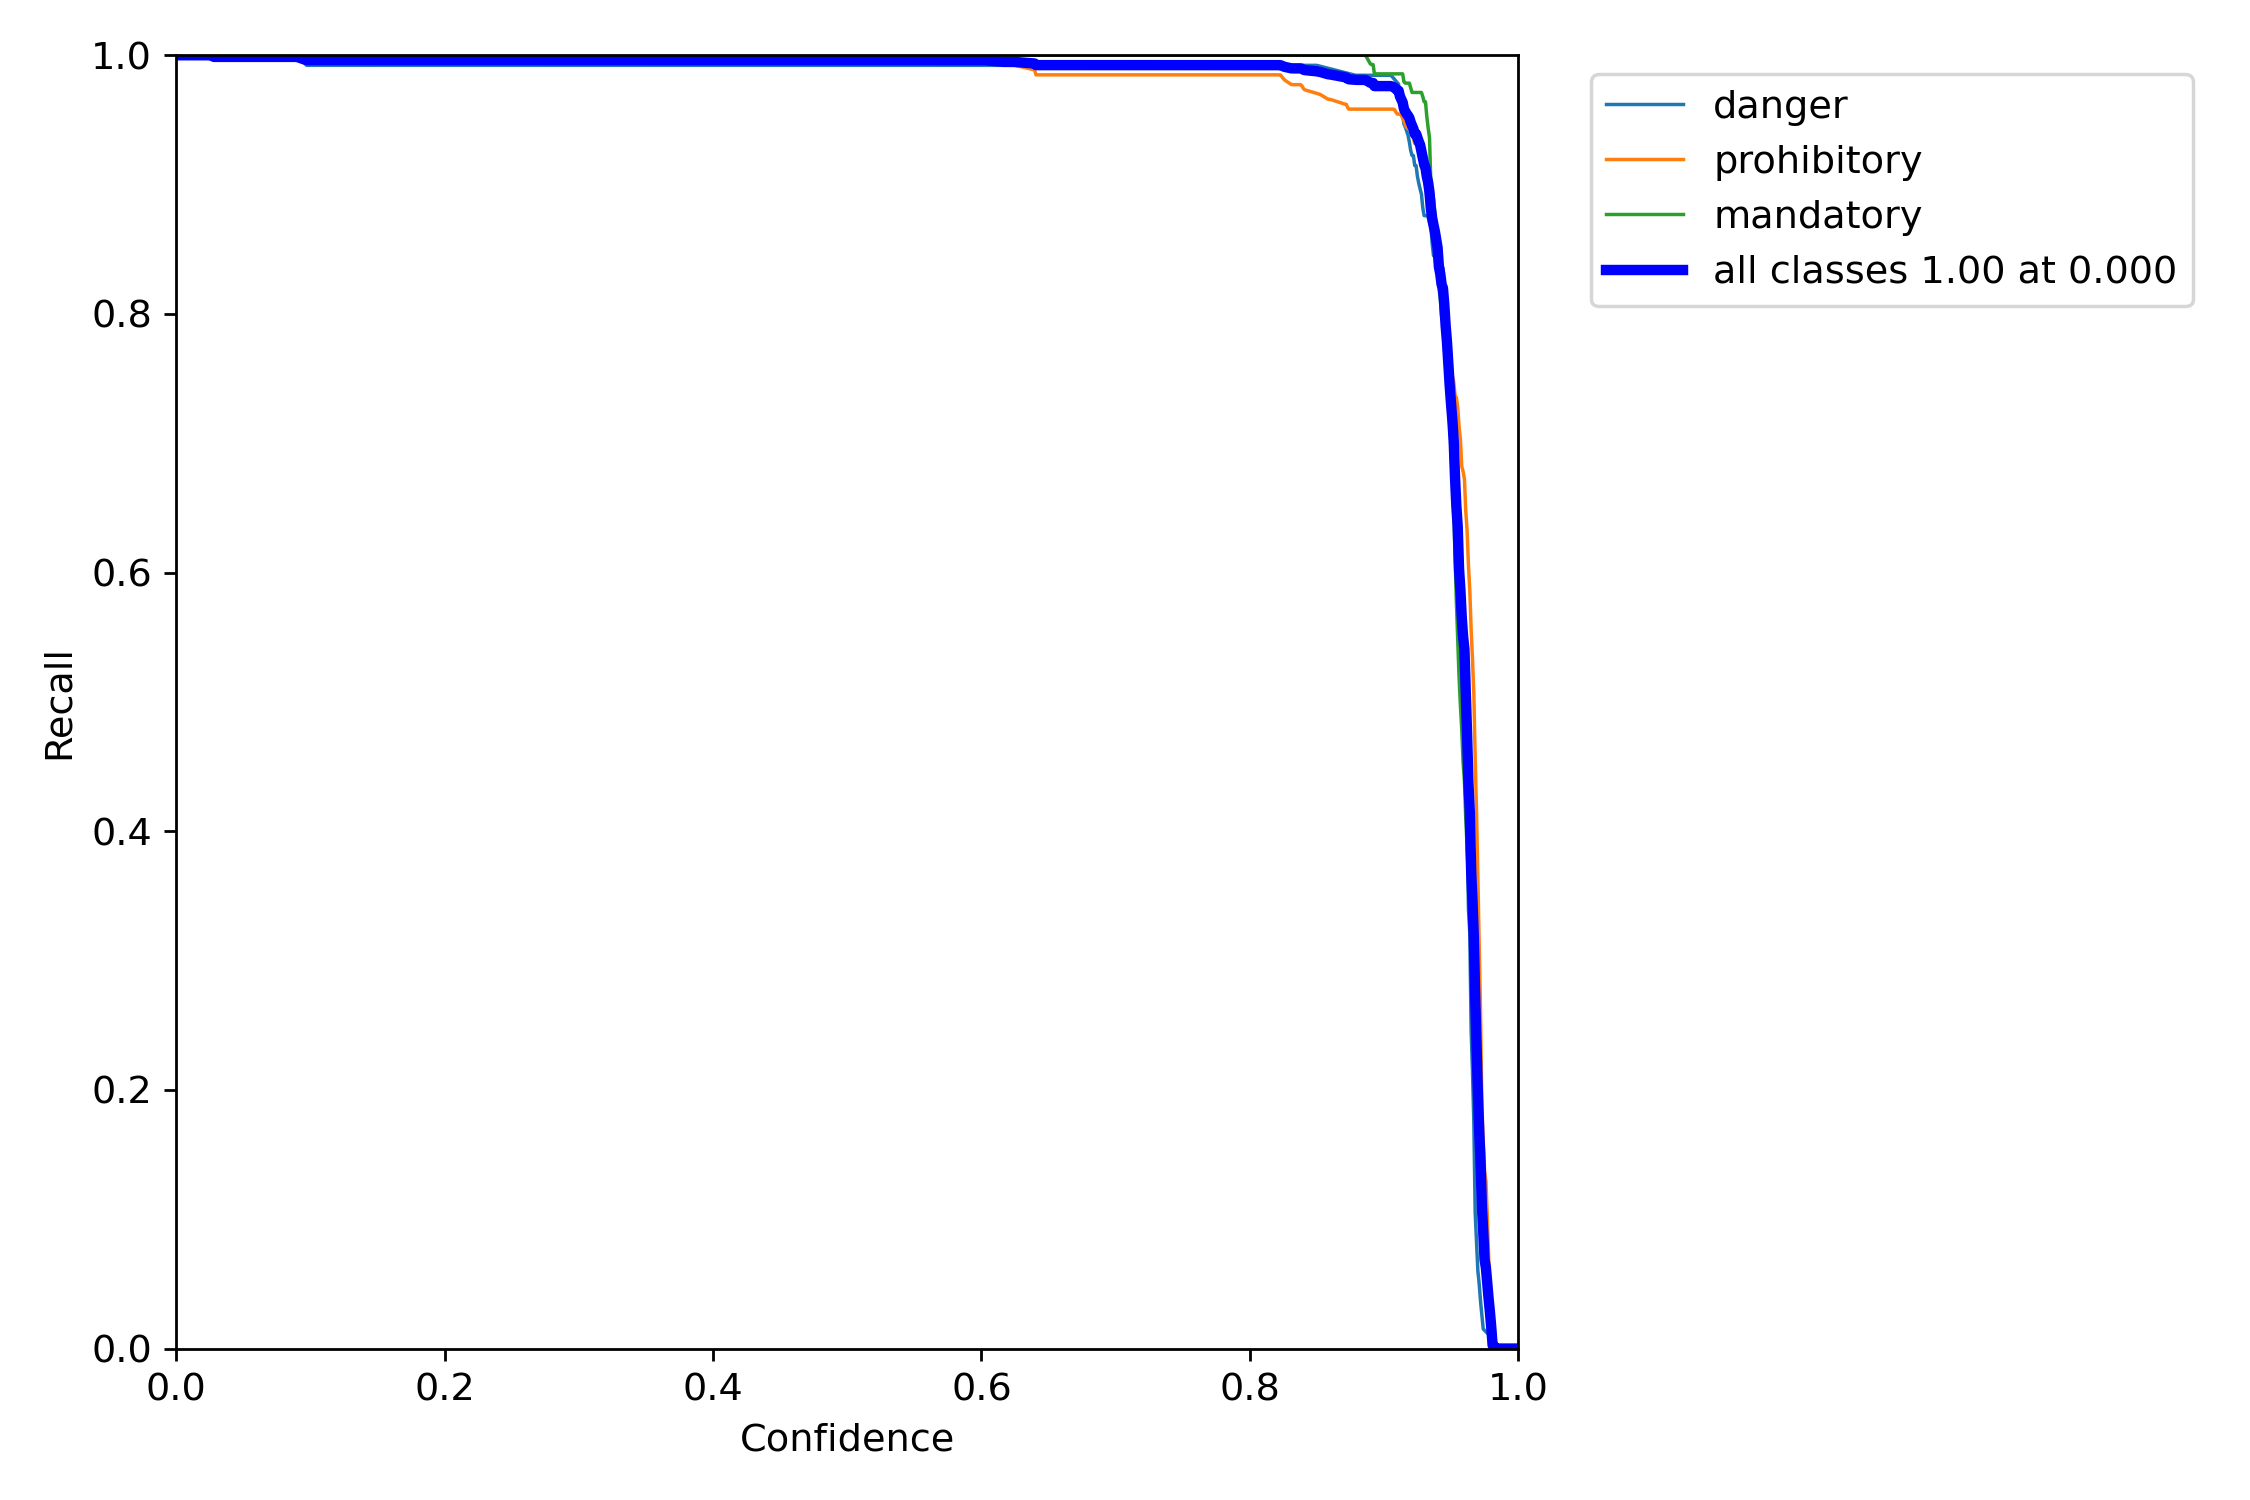 1.0
0.8
0.6
0.4
0.2
0.0
Recall
0.0 0.2 0.4 0.6 0.8 1.0
Confidence
danger
prohibitory
mandatory
all classes 1.00 at 0.000